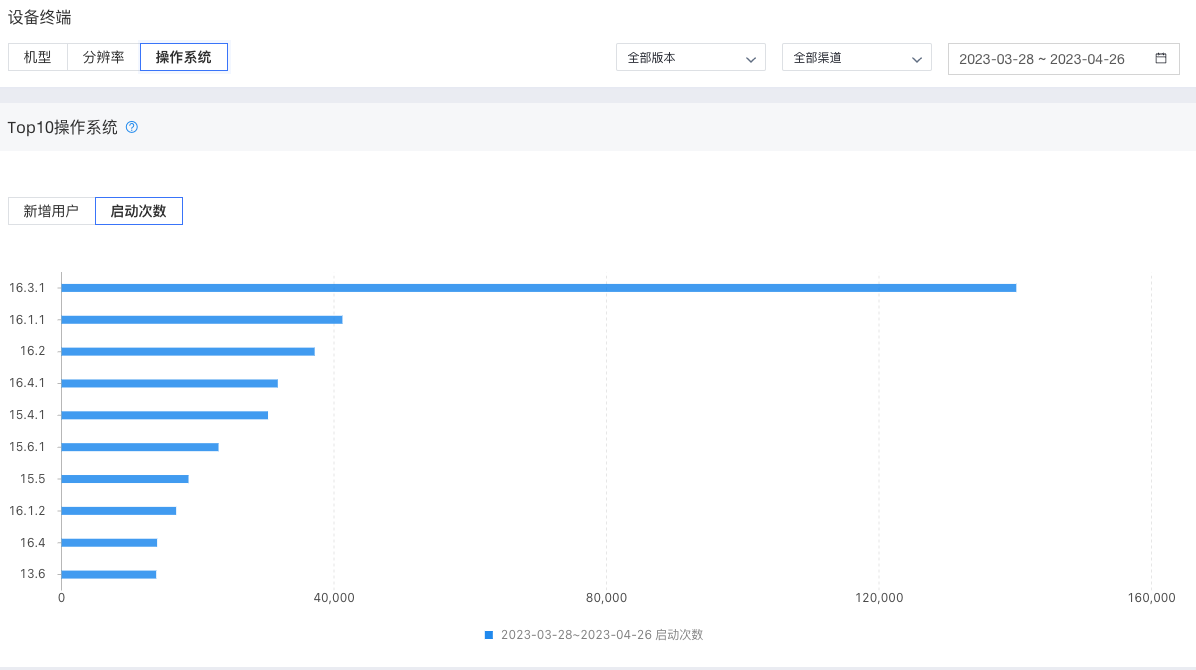 设备终端
机型 分辨率 操作系统 全部版本 全部渠道 2023-03-28 ~ 2023-04-26
Top10操作系统
新增用户 启动次数
16.3.1
16.1.1
16.2
16.4.1
15.4.1
15.6.1
15.5
16.1.2
16.4
13.6
0 40,000 80,000 120,000 160,000
2023-03-28~2023-04-26 启动次数